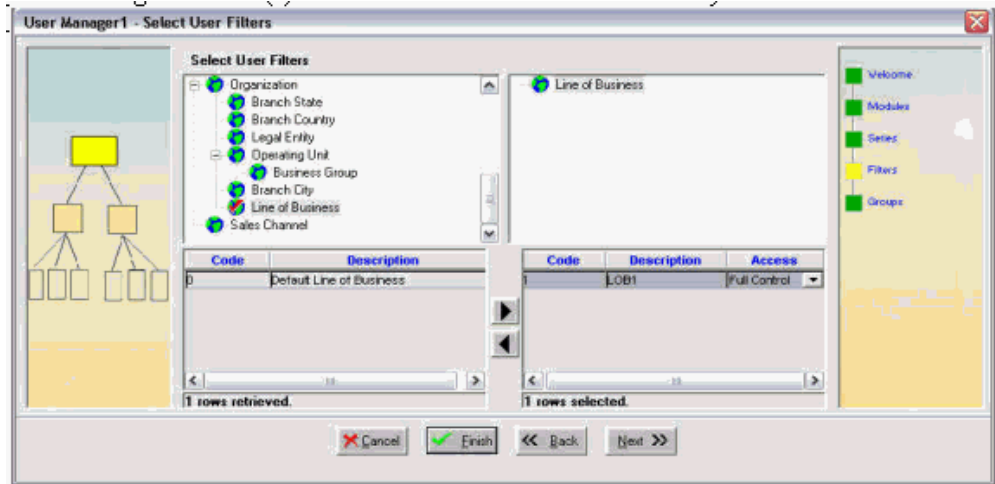 User Manager1 - Select User Filters
Select User Filters
Organization
Branch State
Branch Country
Legal Entity
Operating Unit
Business Group
Branch City
Line of Business
Sales Channel
Line of Business
Code Description
0 Default Line of Business
1 rows retrieved.
Code Description Access
1 LOB1 Full Control
1 rows selected.
Welcome
Modules
Series
Filters
Groups
Cancel Finish Back Next